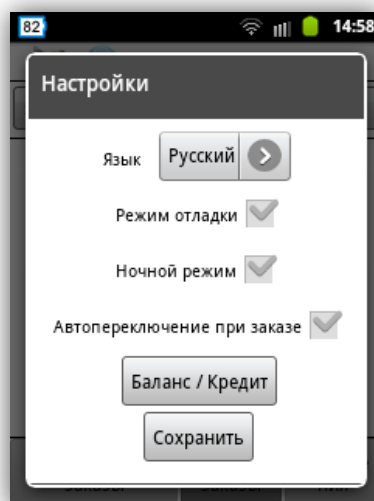 82 14:58
Настройки
Язык Русский
Режим отладки
Ночной режим
Автопереключение при заказе
Баланс / Кредит
Сохранить